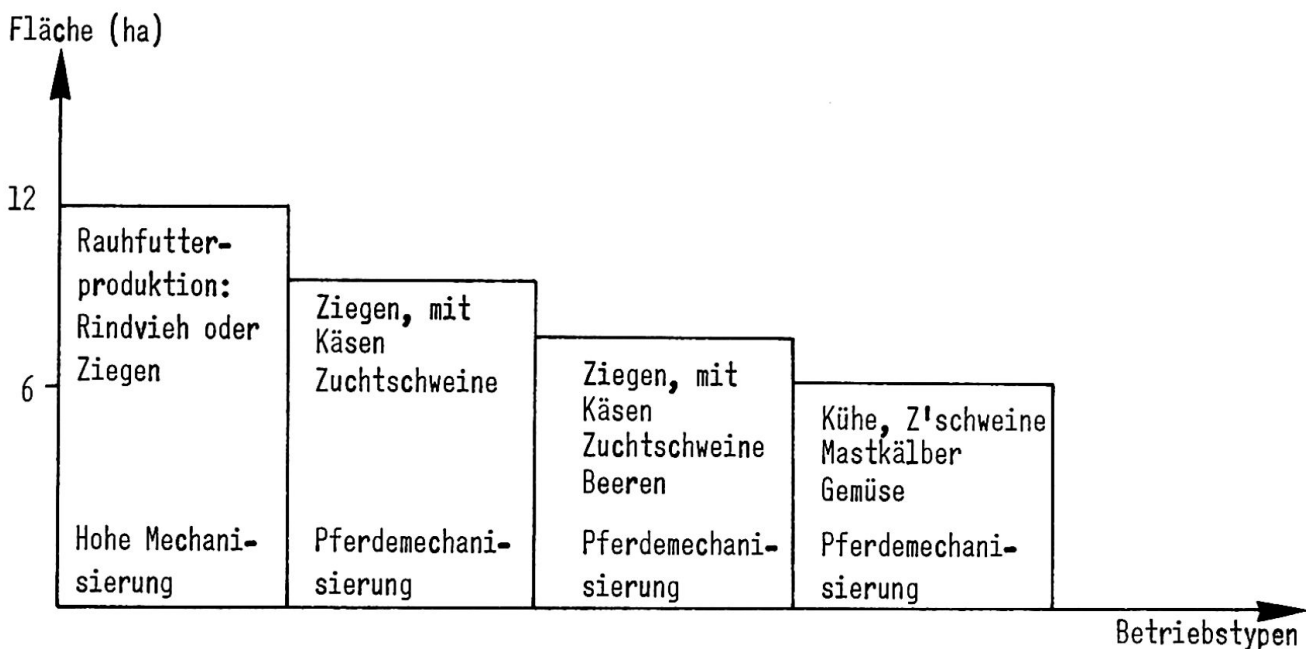 Fläche (ha)
12
6
Rauhfutter-
produktion:
Rindvieh oder
Ziegen
Hohe Mechani-
sierung
Ziegen, mit
Käsen
Zuchtschweine
Pferdemechani-
sierung
Ziegen, mit
Käsen
Zuchtschweine
Beeren
Pferdemechani-
sierung
Kühe, Z'schweine
Mastkälber
Gemüse
Pferdemechani-
sierung
Betriebstypen